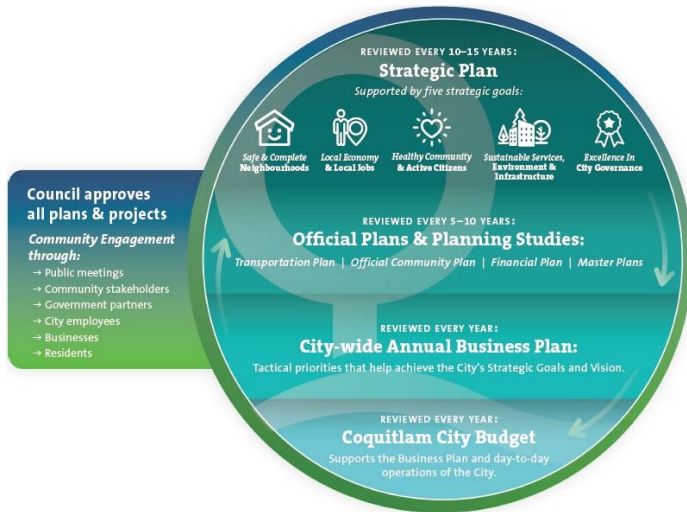 REVIEWED EVERY 10–15 YEARS:
Strategic Plan
Supported by five strategic goals:
Safe & Complete
Neighbourhoods
Local Economy
& Local Jobs
Healthy Community
& Active Citizens
Sustainable Services,
Environment &
Infrastructure
Excellence In
City Governance
Council approves
all plans & projects
Community Engagement
through:
→ Public meetings
→ Community stakeholders
→ Government partners
→ City employees
→ Businesses
→ Residents
REVIEWED EVERY 5–10 YEARS:
Official Plans & Planning Studies:
Transportation Plan | Official Community Plan | Financial Plan | Master Plans
REVIEWED EVERY YEAR:
City-wide Annual Business Plan:
Tactical priorities that help achieve the City's Strategic Goals and Vision.
REVIEWED EVERY YEAR:
Coquitlam City Budget
Supports the Business Plan and day-to-day
operations of the City.